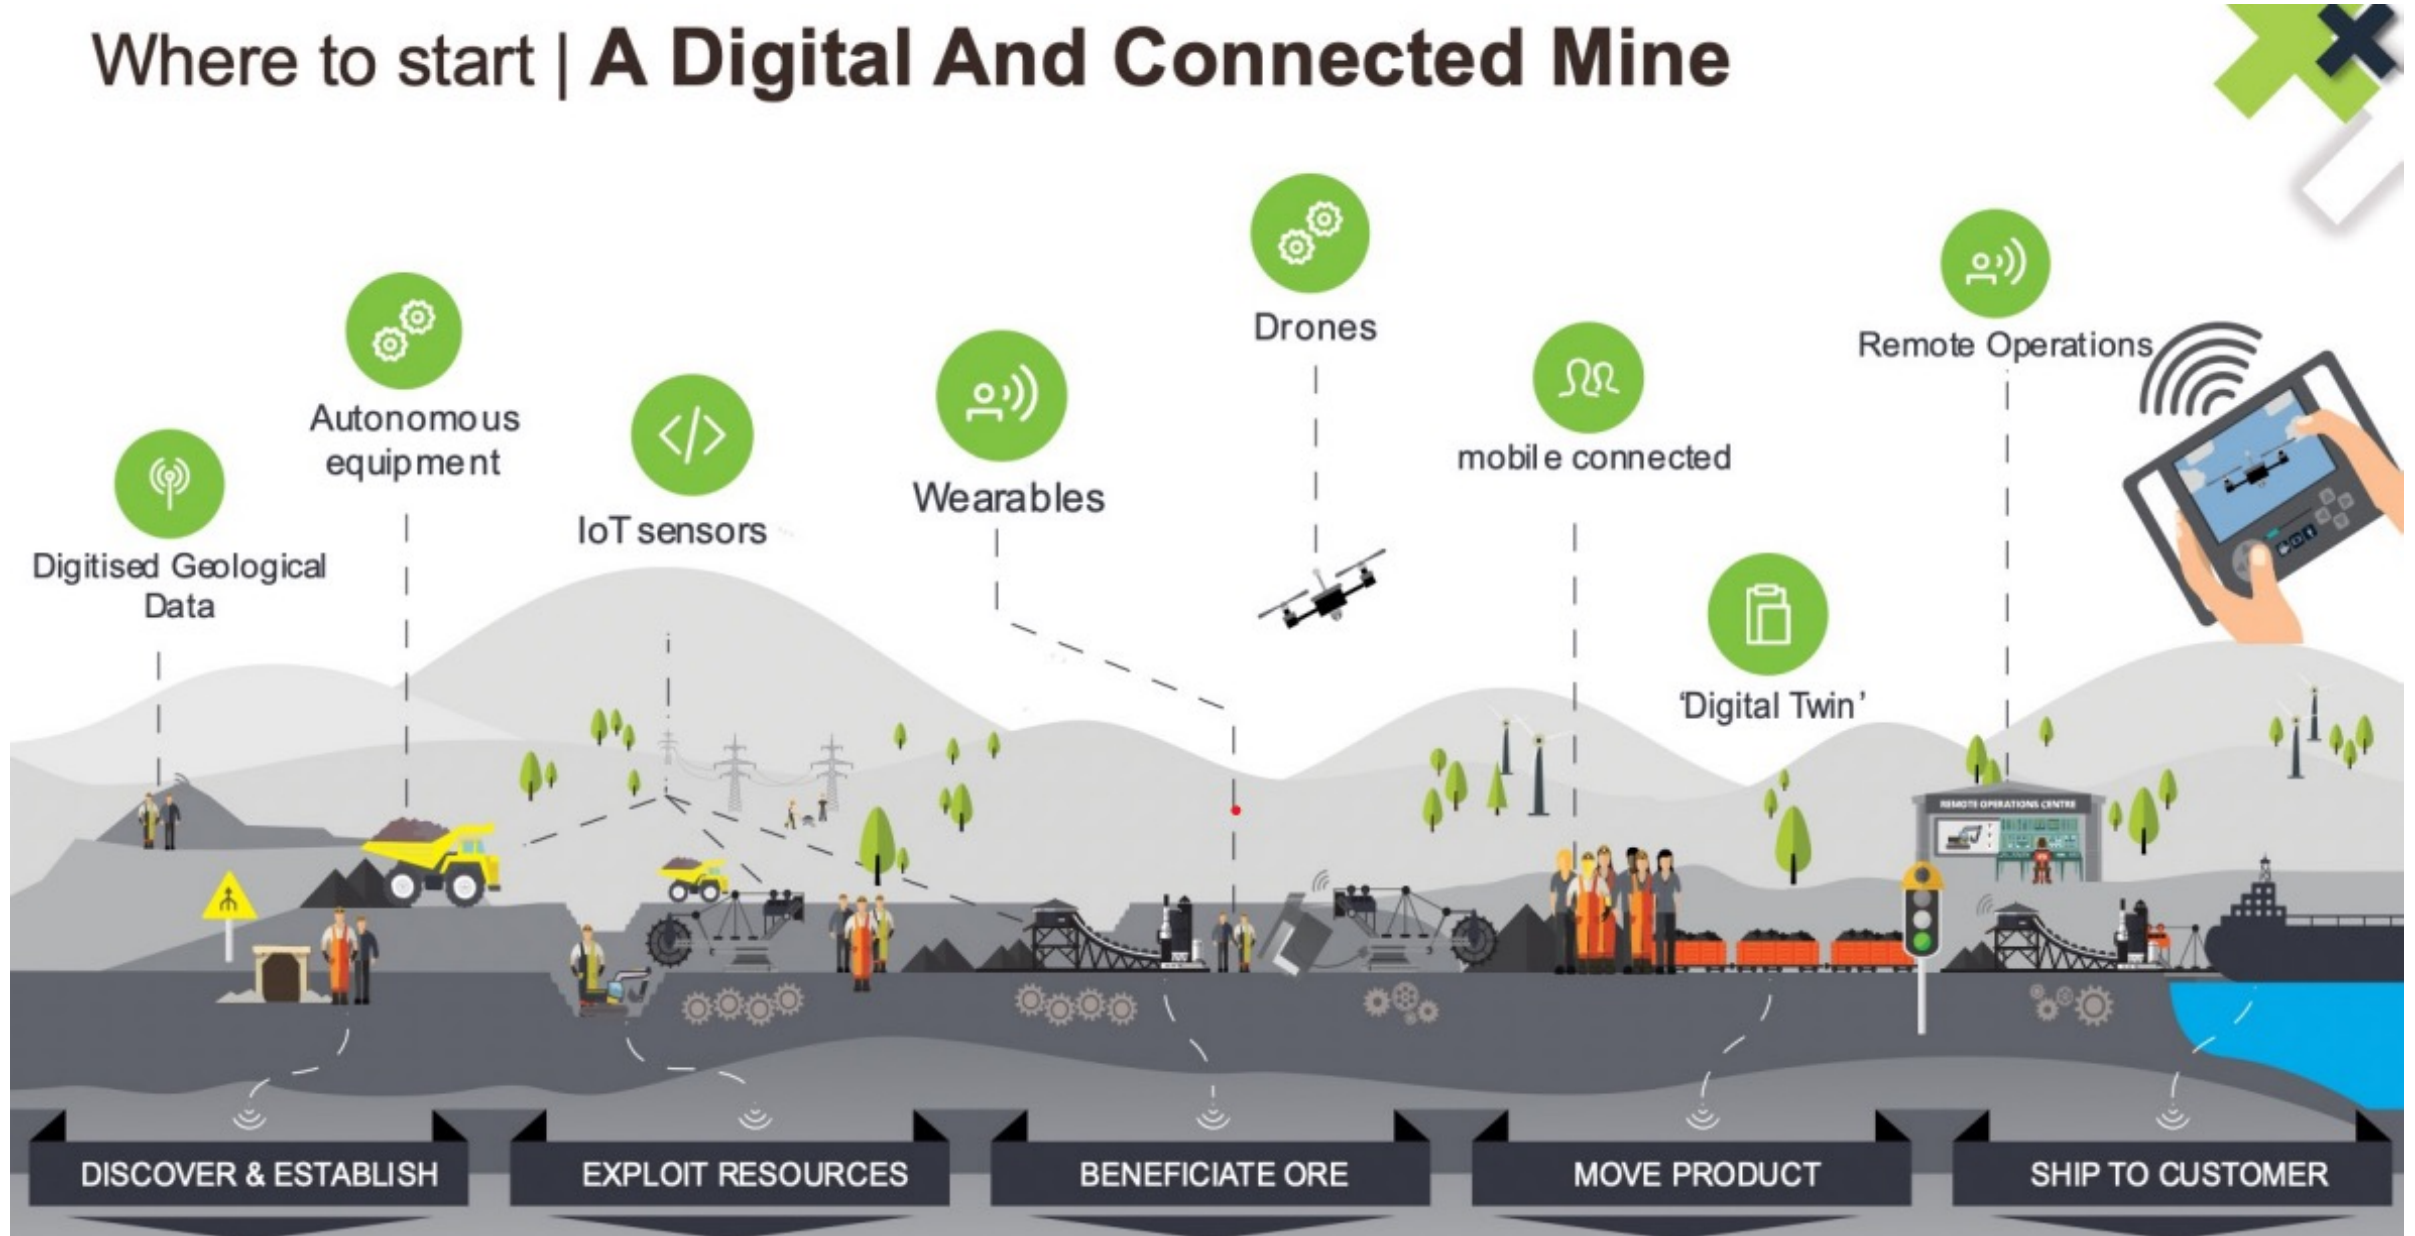 Where to start | A Digital And Connected Mine
Drones
Remote Operations
Autonomous
equipment
mobile connected
Wearables
IoT sensors
Digitised Geological
Data
'Digital Twin'
REMOTE OPERATIONS CENTRE
DISCOVER & ESTABLISH
EXPLOIT RESOURCES
BENEFICIATE ORE
MOVE PRODUCT
SHIP TO CUSTOMER